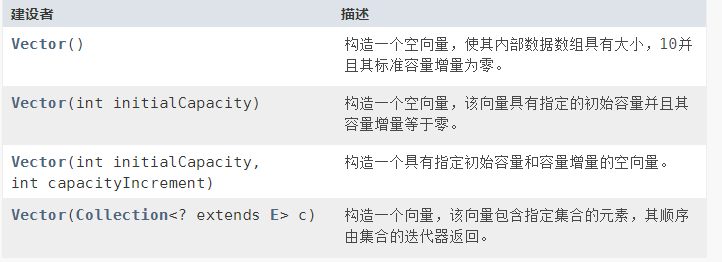 建设者 描述
Vector() 构造一个空向量，使其内部数据数组具有大小，10并
且其标准容量增量为零。
Vector(int initialCapacity) 构造一个空向量，该向量具有指定的初始容量并且其
容量增量等于零。
Vector(int initialCapacity, 构造一个具有指定初始容量和容量增量的空向量。
int capacityIncrement)
Vector(Collection<? extends E> c) 构造一个向量，该向量包含指定集合的元素，其顺序
由集合的迭代器返回。